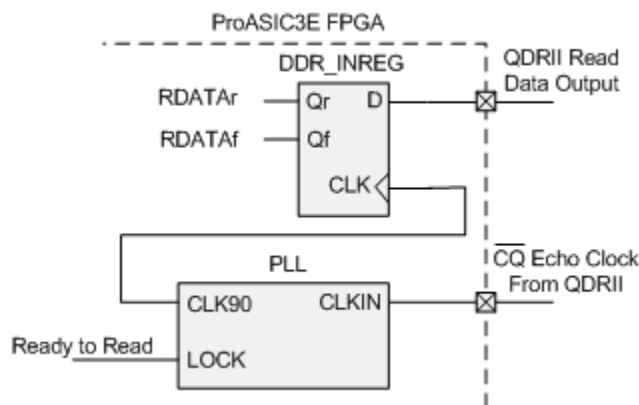 ProASIC3E FPGA
DDR_INREG
QDRII Read
Data Output
RDATAr
Qr
D
RDATAf
Qf
CLK
PLL
C̅Q̅ Echo Clock
From QDRII
CLK90
CLKIN
Ready to Read
LOCK